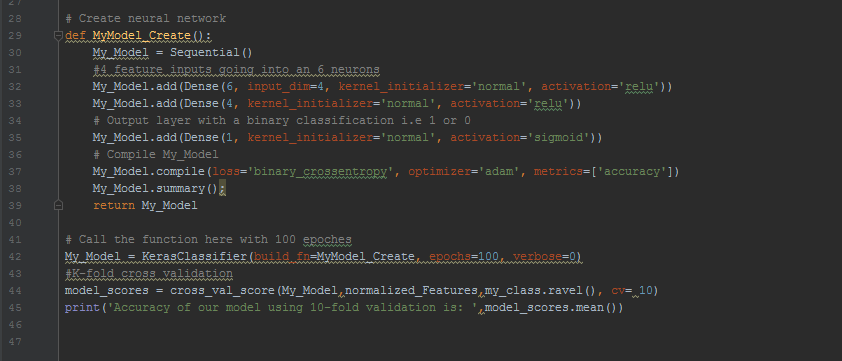 27
28 # Create neural network
29 def MyModel_Create():
30 My_Model = Sequential()
31 #4 feature inputs going into an 6 neurons
32 My_Model.add(Dense(6, input_dim=4, kernel_initializer='normal', activation='relu'))
33 My_Model.add(Dense(4, kernel_initializer='normal', activation='relu'))
34 # Output layer with a binary classification i.e 1 or 0
35 My_Model.add(Dense(1, kernel_initializer='normal', activation='sigmoid'))
36 # Compile My_Model
37 My_Model.compile(loss='binary_crossentropy', optimizer='adam', metrics=['accuracy'])
38 My_Model.summary();
39 return My_Model
40
41 # Call the function here with 100 epoches
42 My_Model = KerasClassifier(build_fn=MyModel_Create, epochs=100, verbose=0)
43 #K-fold cross validation
44 model_scores = cross_val_score(My_Model,normalized_Features,my_class.ravel(), cv= 10)
45 print('Accuracy of our model using 10-fold validation is: ',model_scores.mean())
46
47